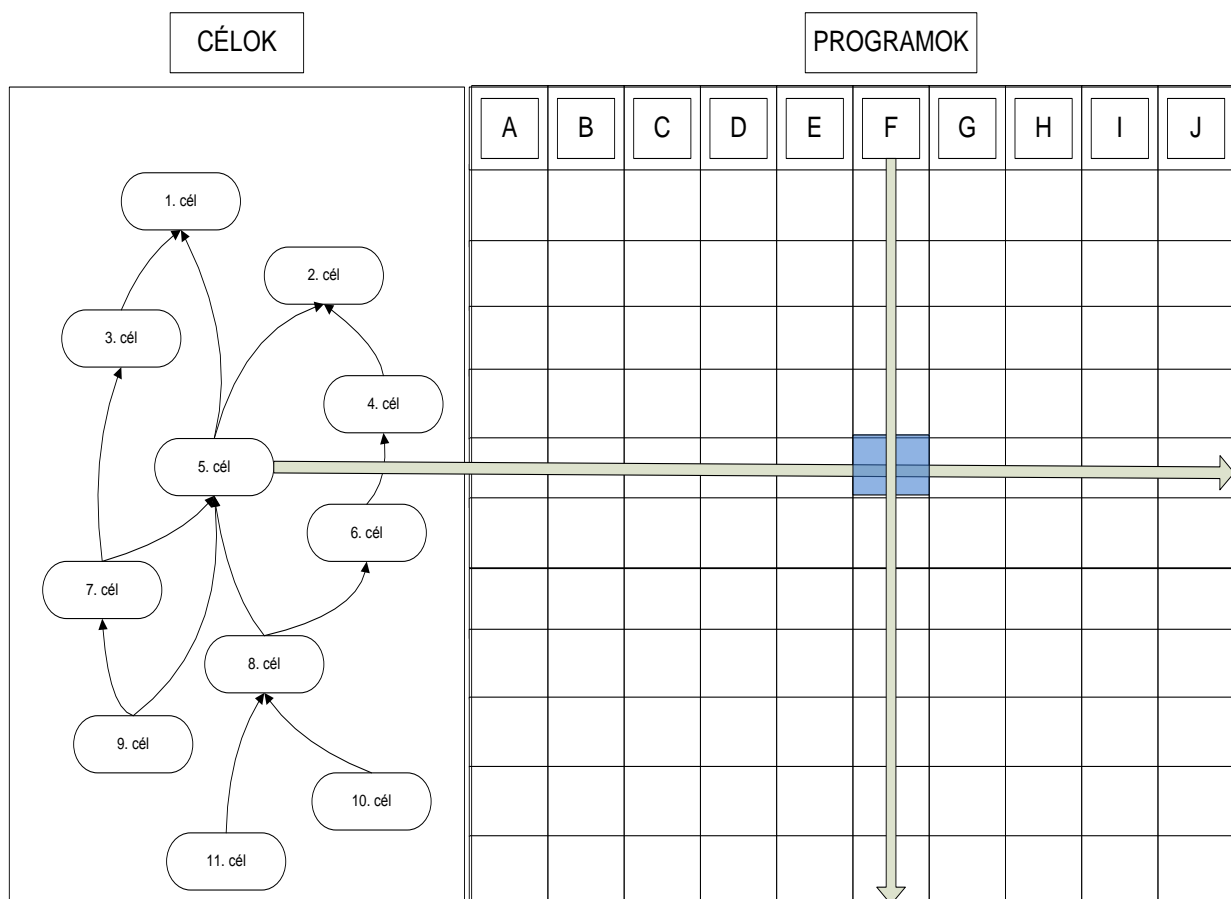 CÉLOK
PROGRAMOK
A B C D E F G H I J
1. cél
2. cél
3. cél
4. cél
5. cél
6. cél
7. cél
8. cél
9. cél
10. cél
11. cél